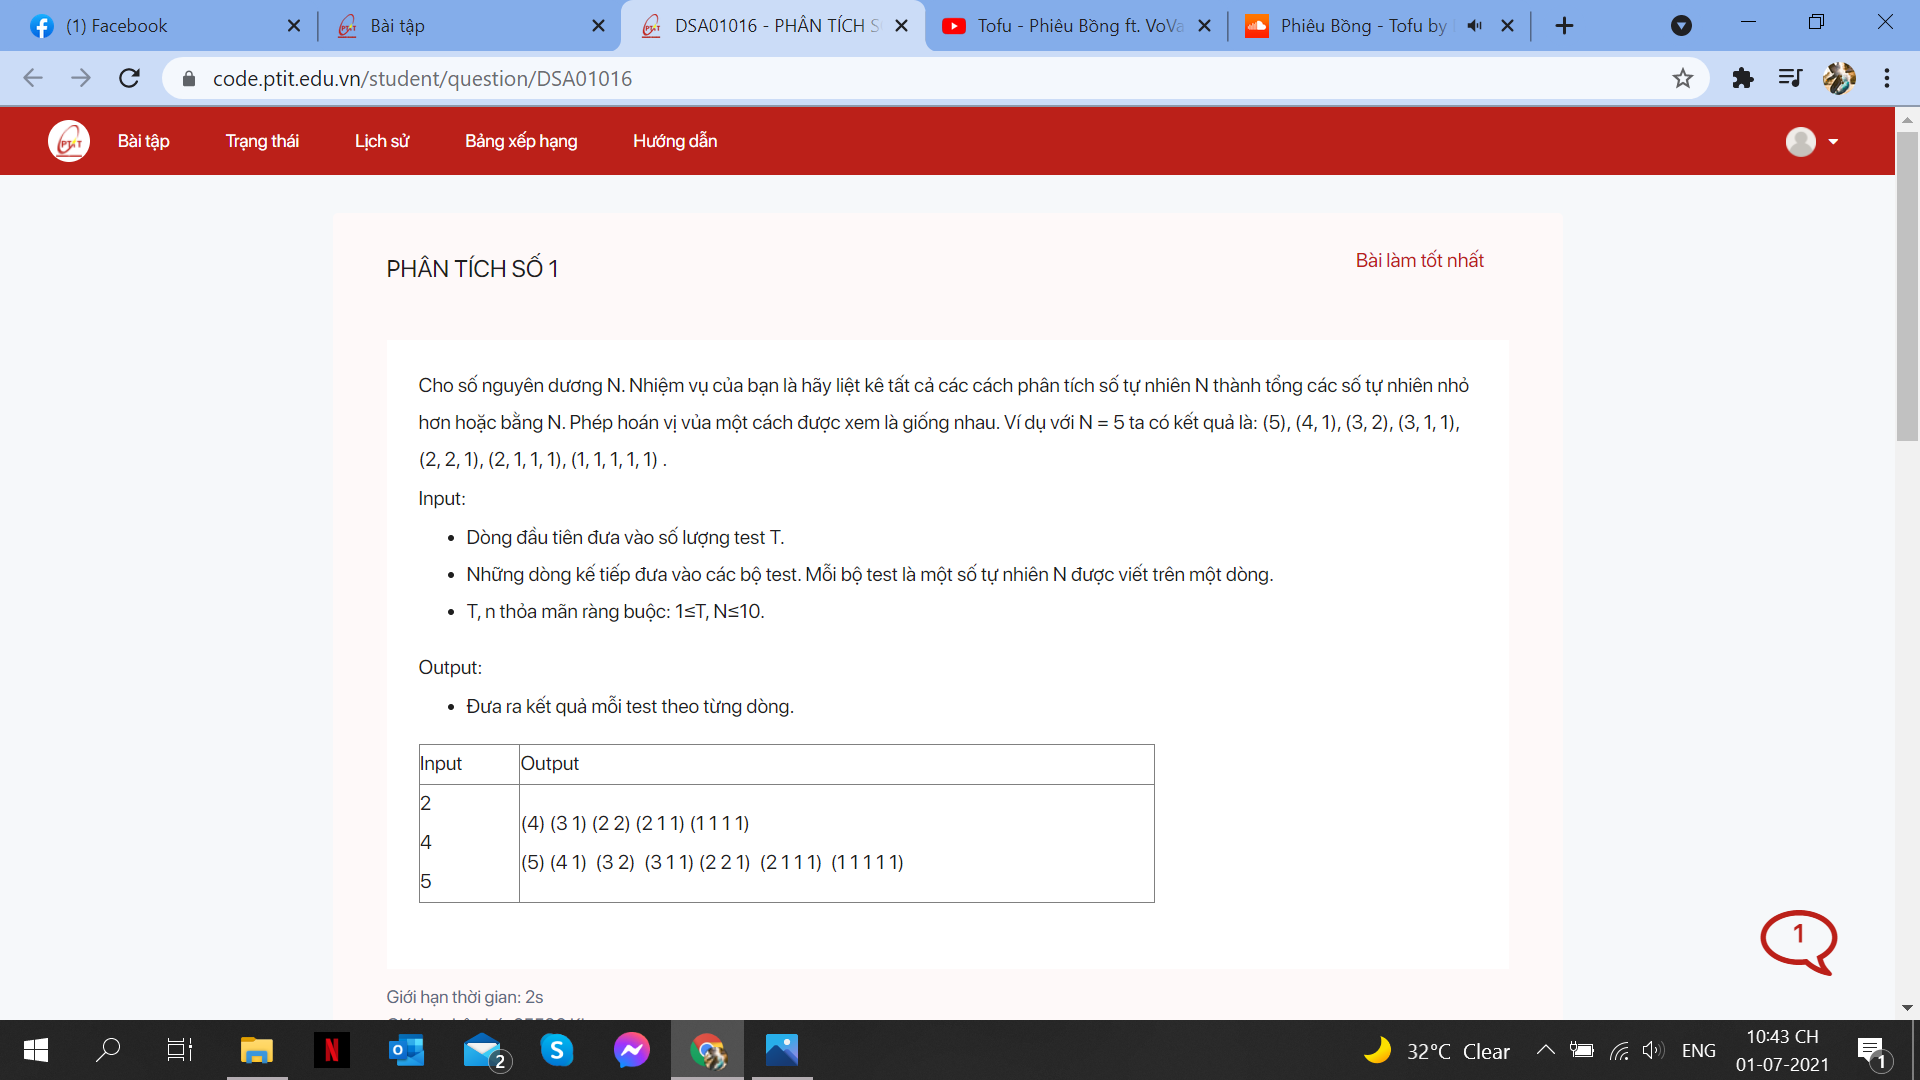 (1) Facebook
Bài tập
DSA01016 - PHÂN TÍCH S
Tofu - Phiêu Bồng ft. VoVa
Phiêu Bồng - Tofu by
code.ptit.edu.vn/student/question/DSA01016
PTIT
Bài tập
Trạng thái
Lịch sử
Bảng xếp hạng
Hướng dẫn
PHÂN TÍCH SỐ 1
Bài làm tốt nhất
Cho số nguyên dương N. Nhiệm vụ của bạn là hãy liệt kê tất cả các cách phân tích số tự nhiên N thành tổng các số tự nhiên nhỏ
hơn hoặc bằng N. Phép hoán vị vủa một cách được xem là giống nhau. Ví dụ với N = 5 ta có kết quả là: (5), (4, 1), (3, 2), (3, 1, 1),
(2, 2, 1), (2, 1, 1, 1), (1, 1, 1, 1, 1) .
Input:
• Dòng đầu tiên đưa vào số lượng test T.
• Những dòng kế tiếp đưa vào các bộ test. Mỗi bộ test là một số tự nhiên N được viết trên một dòng.
• T, n thỏa mãn ràng buộc: 1≤T, N≤10.
Output:
• Đưa ra kết quả mỗi test theo từng dòng.
Input
Output
2
4
5
(4) (3 1) (2 2) (2 1 1) (1 1 1 1)
(5) (4 1) (3 2) (3 1 1) (2 2 1) (2 1 1 1) (1 1 1 1 1)
1
Giới hạn thời gian: 2s
2
32°C Clear
ENG
10:43 CH
01-07-2021
1